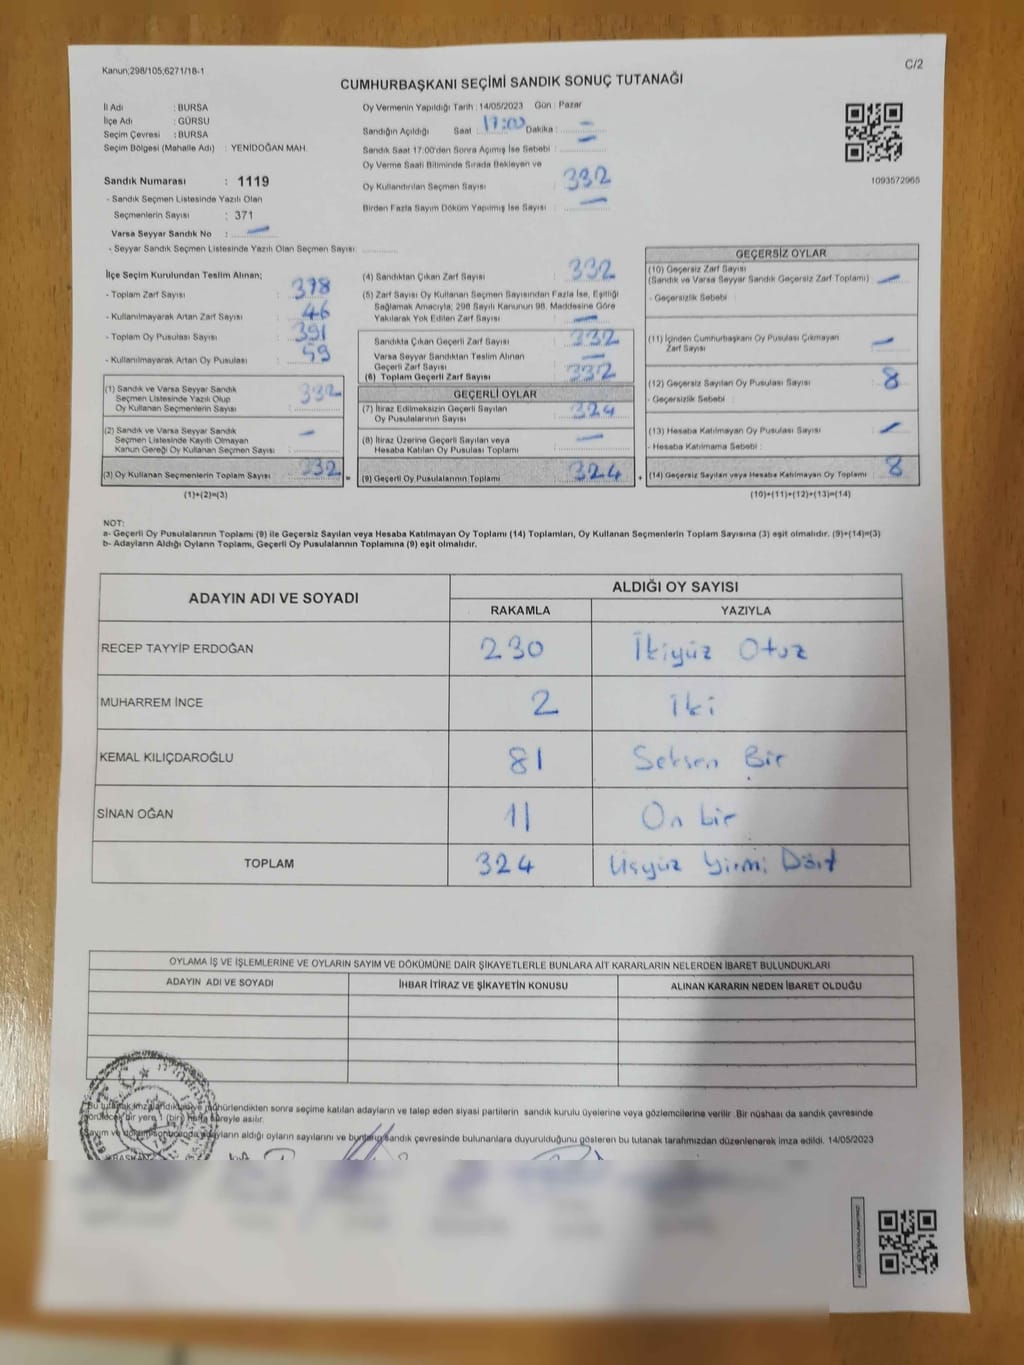 Kanun;298/105;6271/18-1
C/2
CUMHURBAŞKANI SEÇİMİ SANDIK SONUÇ TUTANAĞI
İl Adı : BURSA
İlçe Adı : GÜRSU
Seçim Çevresi : BURSA
Seçim Bölgesi (Mahalle Adı) : YENİDOĞAN MAH.
Sandık Numarası : 1119
- Sandık Seçmen Listesinde Yazılı Olan
Seçmenlerin Sayısı : 371
Varsa Seyyar Sandık No : —
- Seyyar Sandık Seçmen Listesinde Yazılı Olan Seçmen Sayısı :
Oy Vermenin Yapıldığı Tarih : 14/05/2023 Gün : Pazar
Sandığın Açıldığı Saat : 17:00 Dakika : —
Sandık Saat 17:00'den Sonra Açımış İse Sebebi : —
Oy Verme Saati Bitiminde Sırada Bekleyen ve
Oy Kullandırılan Seçmen Sayısı 332
Birden Fazla Sayım Döküm Yapılmış İse Sayısı —
1093572965
İlçe Seçim Kurulundan Teslim Alınan;
- Toplam Zarf Sayısı : 378
- Kullanılmayarak Artan Zarf Sayısı : 46
- Toplam Oy Pusulası Sayısı : 391
- Kullanılmayarak Artan Oy Pusulası : 59
(1) Sandık ve Varsa Seyyar Sandık
Seçmen Listesinde Yazılı Olup
Oy Kullanan Seçmenlerin Sayısı : 332
(2) Sandık ve Varsa Seyyar Sandık
Seçmen Listesinde Kayıtlı Olmayan
Kanun Gereği Oy Kullanan Seçmen Sayısı : —
(3) Oy Kullanan Seçmenlerin Toplam Sayısı : 332
(1)+(2)=(3)
(4) Sandıktan Çıkan Zarf Sayısı 332
(5) Zarf Sayısı Oy Kullanan Seçmen Sayısından Fazla İse, Eşitliği
Sağlamak Amacıyla; 298 Sayılı Kanunun 98. Maddesine Göre
Yakılarak Yok Edilen Zarf Sayısı —
Sandıkta Çıkan Geçerli Zarf Sayısı : 332
Varsa Seyyar Sandıktan Teslim Alınan
Geçerli Zarf Sayısı —
(6) Toplam Geçerli Zarf Sayısı : 332
GEÇERLİ OYLAR
(7) İtiraz Edilmeksizin Geçerli Sayılan
Oy Pusulalarının Sayısı : 324
(8) İtiraz Üzerine Geçerli Sayılan veya
Hesaba Katılan Oy Pusulası Toplamı : —
= (9) Geçerli Oy Pusulalarının Toplamı : 324 +
GEÇERSİZ OYLAR
(10) Geçersiz Zarf Sayısı
(Sandık ve Varsa Seyyar Sandık Geçersiz Zarf Toplamı) —
- Geçersizlik Sebebi :
(11) İçinden Cumhurbaşkanı Oy Pusulası Çıkmayan
Zarf Sayısı —
(12) Geçersiz Sayılan Oy Pusulası Sayısı 8
- Geçersizlik Sebebi :
(13) Hesaba Katılmayan Oy Pusulası Sayısı —
- Hesaba Katılmama Sebebi :
(14) Geçersiz Sayılan veya Hesaba Katılmayan Oy Toplamı : 8
(10)+(11)+(12)+(13)=(14)
NOT:
a- Geçerli Oy Pusulalarının Toplamı (9) ile Geçersiz Sayılan veya Hesaba Katılmayan Oy Toplamı (14) Toplamları, Oy Kullanan Seçmenlerin Toplam Sayısına (3) eşit olmalıdır. (9)+(14)=(3)
b- Adayların Aldığı Oyların Toplamı, Geçerli Oy Pusulalarının Toplamına (9) eşit olmalıdır.
ADAYIN ADI VE SOYADI
ALDIĞI OY SAYISI
RAKAMLA YAZIYLA
RECEP TAYYİP ERDOĞAN 230 İkiyüz Otuz
MUHARREM İNCE 2 İki
KEMAL KILIÇDAROĞLU 81 Seksen Bir
SİNAN OĞAN 11 On bir
TOPLAM 324 Üçyüz Yirmi Dört
OYLAMA İŞ VE İŞLEMLERİNE VE OYLARIN SAYIM VE DÖKÜMÜNE DAİR ŞİKAYETLERLE BUNLARA AİT KARARLARIN NELERDEN İBARET BULUNDUKLARI
ADAYIN ADI VE SOYADI İHBAR İTİRAZ VE ŞİKAYETİN KONUSU ALINAN KARARIN NEDEN İBARET OLDUĞU
Bu tutanak imzalandıktan ve mühürlendikten sonra seçime katılan adayların ve talep eden siyasi partilerin sandık kurulu üyelerine veya gözlemcilerine verilir .Bir nüshası da sandık çevresinde
görülecek bir yere 1 (bir) hafta süreyle asılır.
Sayım ve döküm sonucunda adayların aldığı oyların sayılarını ve bunların sandık çevresinde bulunanlara duyurulduğunu gösteren bu tutanak tarafımızdan düzenlenerek imza edildi. 14/05/2023
BAŞKAN